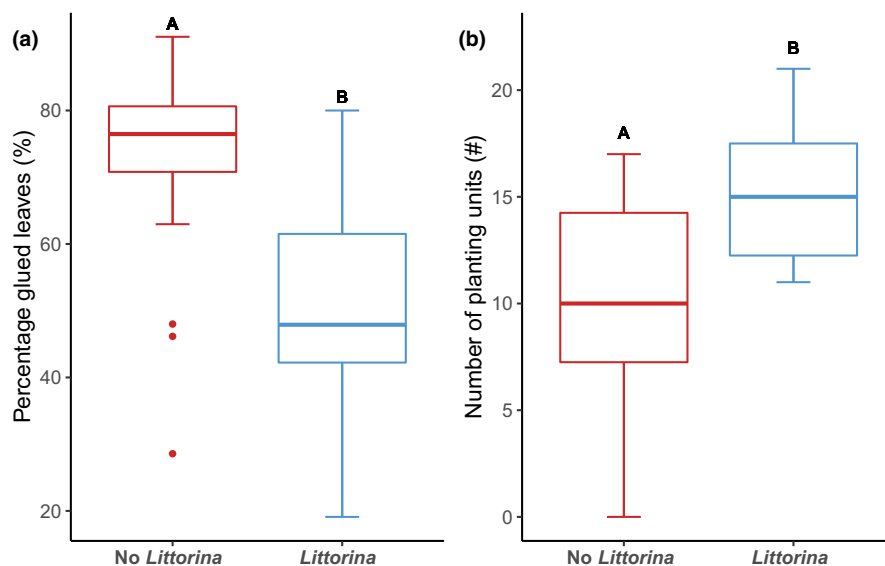 (a)
Percentage glued leaves (%)
80
60
40
20
A
B
No Littorina
Littorina
(b)
Number of planting units (#)
20
15
10
5
0
A
B
No Littorina
Littorina